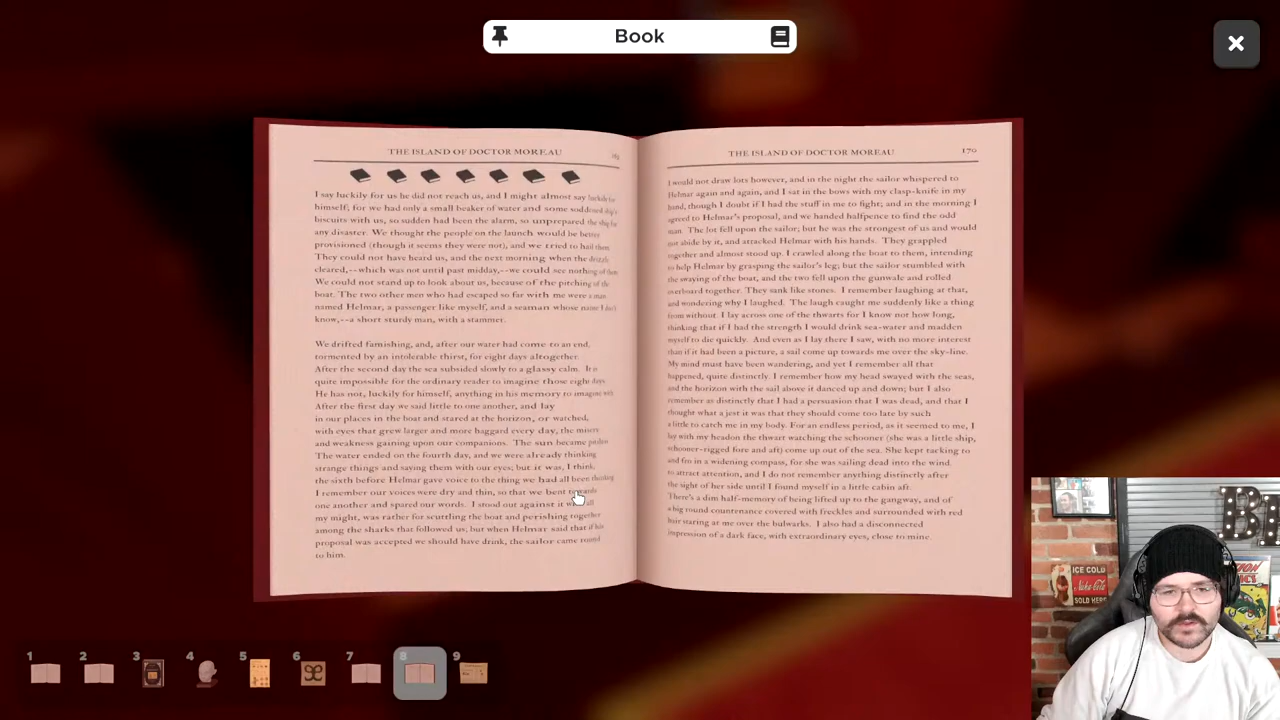 Book
THE ISLAND OF DOCTOR MOREAU
I say luckily for us he did not reach us, and I might almost say luckily for
himself; for we had only a small beaker of water and some soddened ship's
biscuits with us, so sudden had been the alarm, so unprepared the ship for
any disaster. We thought the people on the launch would be better
provisioned (though it seems they were not), and we tried to hail them
They could not have heard us, and the next morning when the drizzle
cleared,--which was not until past midday,--we could see nothing of them
We could not stand up to look about us, because of the pitching of the
boat. The two other men who had escaped so far with me were a man
named Helmar, a passenger like myself, and a seaman whose name I don't
know,--a short sturdy man, with a stammer.
We drifted famishing, and, after our water had come to an end,
tormented by an intolerable thirst, for eight days altogether.
After the second day the sea subsided slowly to a glassy calm. It is
quite impossible for the ordinary reader to imagine those eight days
He has not, luckily for himself, anything in his memory to imagine with
After the first day we said little to one another, and lay
in our places in the boat and stared at the horizon, or watched,
with eyes that grew larger and more haggard every day, the misery
and weakness gaining upon our companions. The sun became pitiless
The water ended on the fourth day, and we were already thinking
strange things and saying them with our eyes; but it was, I think,
the sixth before Helmar gave voice to the thing we had all been thinking
I remember our voices were dry and thin, so that we bent towards
one another and spared our words. I stood out against it with all
my might, was rather for scuttling the boat and perishing together
among the sharks that followed us; but when Helmar said that if his
proposal was accepted we should have drink, the sailor came round
to him.
THE ISLAND OF DOCTOR MOREAU 170
I would not draw lots however, and in the night the sailor whispered to
Helmar again and again, and I sat in the bows with my clasp-knife in my
hand, though I doubt if I had the stuff in me to fight; and in the morning I
agreed to Helmar's proposal, and we handed halfpence to find the odd
man. The lot fell upon the sailor; but he was the strongest of us and would
not abide by it, and attacked Helmar with his hands. They grappled
together and almost stood up. I crawled along the boat to them, intending
to help Helmar by grasping the sailor's leg; but the sailor stumbled with
the swaying of the boat, and the two fell upon the gunwale and rolled
overboard together. They sank like stones. I remember laughing at that,
and wondering why I laughed. The laugh caught me suddenly like a thing
from without. I lay across one of the thwarts for I know not how long,
thinking that if I had the strength I would drink sea-water and madden
myself to die quickly. And even as I lay there I saw, with no more interest
than if it had been a picture, a sail come up towards me over the sky-line.
My mind must have been wandering, and yet I remember all that
happened, quite distinctly. I remember how my head swayed with the seas,
and the horizon with the sail above it danced up and down; but I also
remember as distinctly that I had a persuasion that I was dead, and that I
thought what a jest it was that they should come too late by such
a little to catch me in my body. For an endless period, as it seemed to me, I
lay with my head on the thwart watching the schooner (she was a little ship,
schooner-rigged fore and aft) come up out of the sea. She kept tacking to
and fro in a widening compass, for she was sailing dead into the wind
to attract attention, and I do not remember anything distinctly after
the sight of her side until I found myself in a little cabin aft.
There's a dim half-memory of being lifted up to the gangway, and of
a big round countenance covered with freckles and surrounded with red
hair staring at me over the bulwarks. I also had a disconnected
impression of a dark face, with extraordinary eyes, close to mine.
1 2 3 4 5 6 7 8 9
ICE COLD
Nuka-Cola
SOLD HERE